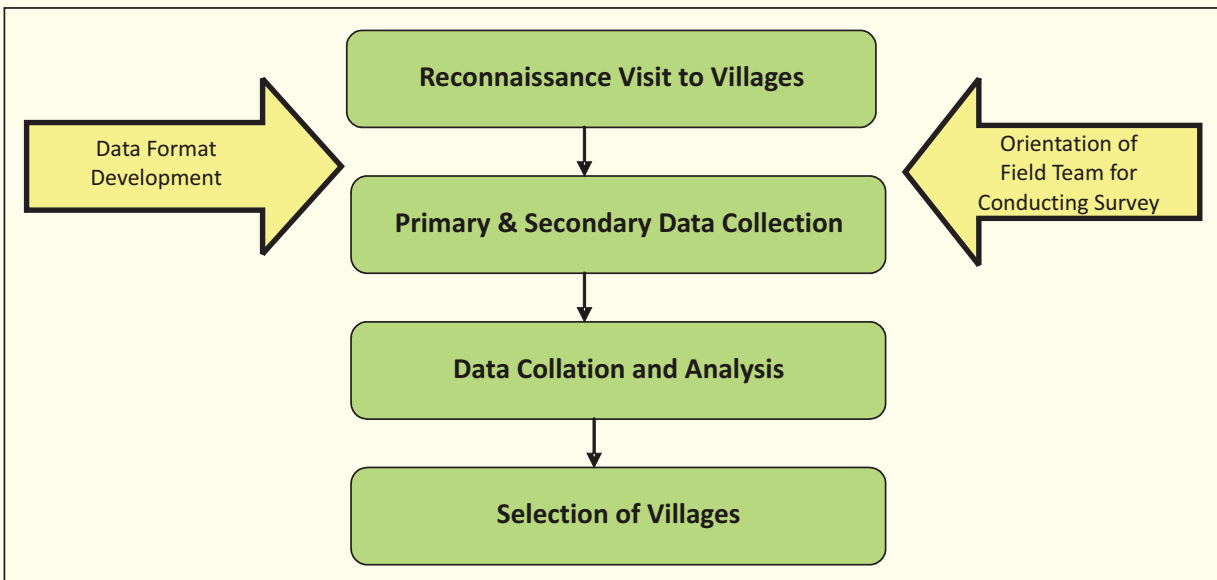 Reconnaissance Visit to Villages
Data Format
Development
Orientation of
Field Team for
Conducting Survey
Primary & Secondary Data Collection
Data Collation and Analysis
Selection of Villages